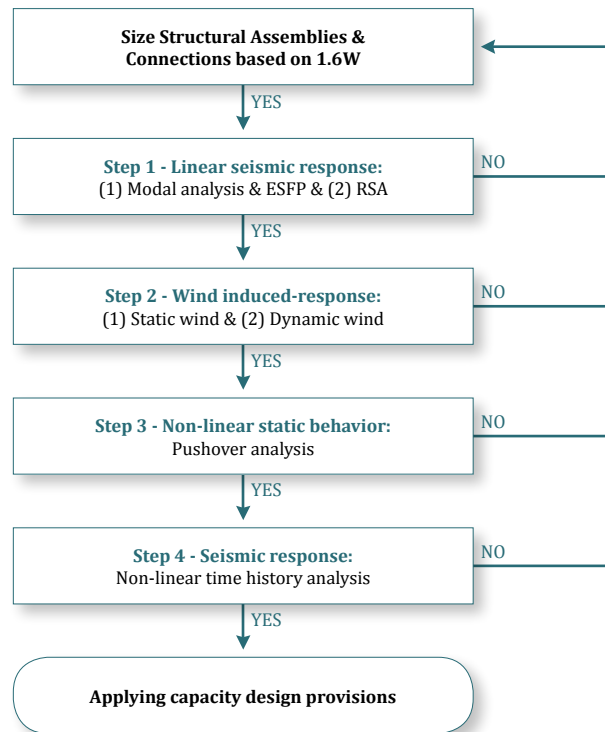 Size Structural Assemblies &
Connections based on 1.6W
YES
Step 1 - Linear seismic response:
(1) Modal analysis & ESFP & (2) RSA
NO
YES
Step 2 - Wind induced-response:
(1) Static wind & (2) Dynamic wind
NO
YES
Step 3 - Non-linear static behavior:
Pushover analysis
NO
YES
Step 4 - Seismic response:
Non-linear time history analysis
NO
YES
Applying capacity design provisions